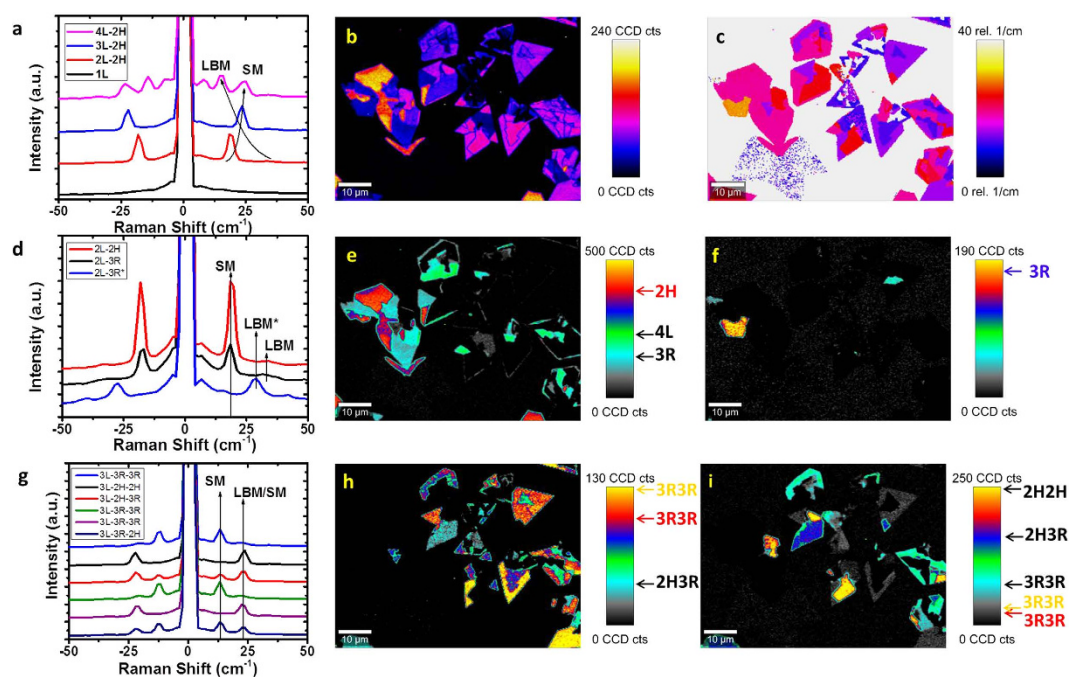 a
4L-2H
3L-2H
2L-2H
1L
LBM
SM
Intensity (a.u.)
-50 -25 0 25 50
Raman Shift (cm-1)
b
10 μm
240 CCD cts
0 CCD cts
c
10 μm
40 rel. 1/cm
0 rel. 1/cm
d
2L-2H
2L-3R
2L-3R*
SM
LBM*
LBM
Intensity (a.u.)
-50 -25 0 25 50
Raman Shift (cm-1)
e
10 μm
500 CCD cts
2H
4L
3R
0 CCD cts
f
10 μm
190 CCD cts
3R
0 CCD cts
g
3L-3R-3R
3L-2H-2H
3L-2H-3R
3L-3R-3R
3L-3R-3R
3L-3R-2H
SM
LBM/SM
Intensity (a.u.)
-50 -25 0 25 50
Raman Shift (cm-1)
h
10 μm
130 CCD cts
3R3R
3R3R
2H3R
0 CCD cts
i
10 μm
250 CCD cts
2H2H
2H3R
3R3R
3R3R
3R3R
0 CCD cts